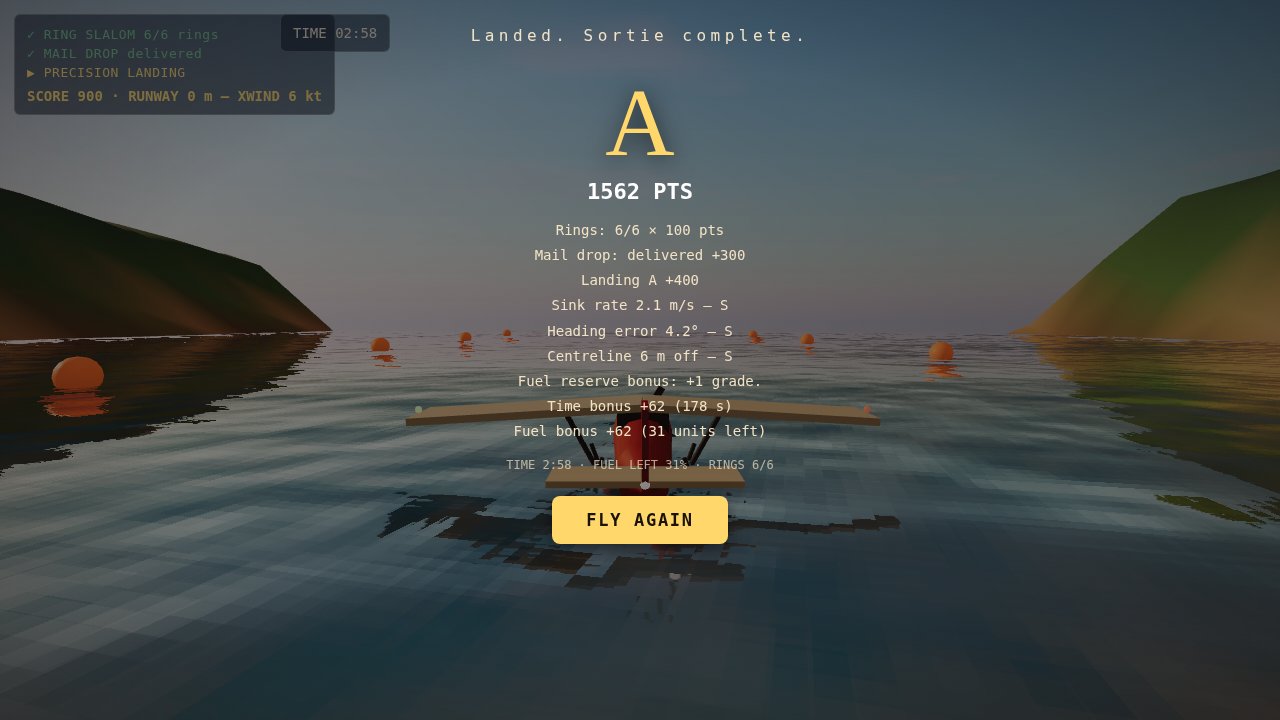 ✓ RING SLALOM 6/6 rings
✓ MAIL DROP delivered
▶ PRECISION LANDING
SCORE 900 · RUNWAY 0 m — XWIND 6 kt
TIME 02:58
Landed. Sortie complete.
A
1562 PTS
Rings: 6/6 × 100 pts
Mail drop: delivered +300
Landing A +400
Sink rate 2.1 m/s — S
Heading error 4.2° — S
Centreline 6 m off — S
Fuel reserve bonus: +1 grade.
Time bonus +62 (178 s)
Fuel bonus +62 (31 units left)
TIME 2:58 · FUEL LEFT 31% · RINGS 6/6
FLY AGAIN